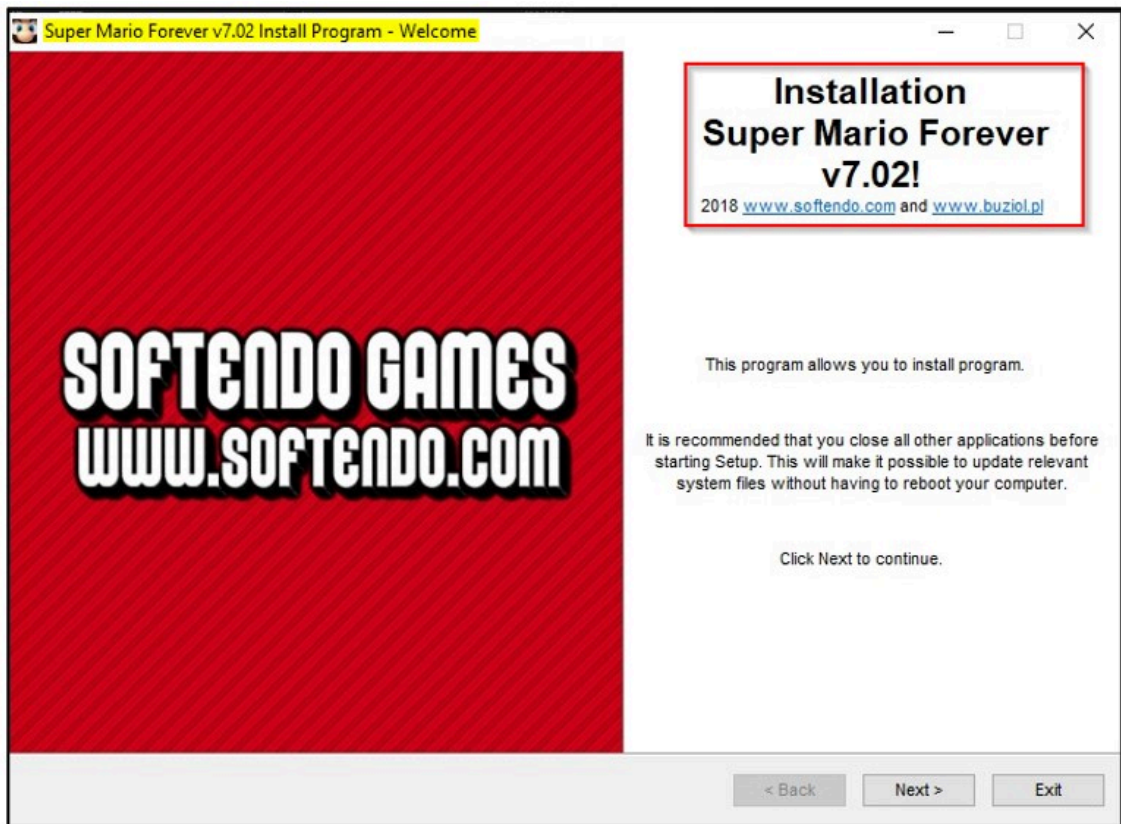 Super Mario Forever v7.02 Install Program - Welcome
Installation
Super Mario Forever
v7.02!
2018 www.softendo.com and www.buziol.pl
SOFTENDO GAMES
WWW.SOFTENDO.COM
This program allows you to install program.
It is recommended that you close all other applications before
starting Setup. This will make it possible to update relevant
system files without having to reboot your computer.
Click Next to continue.
< Back
Next >
Exit